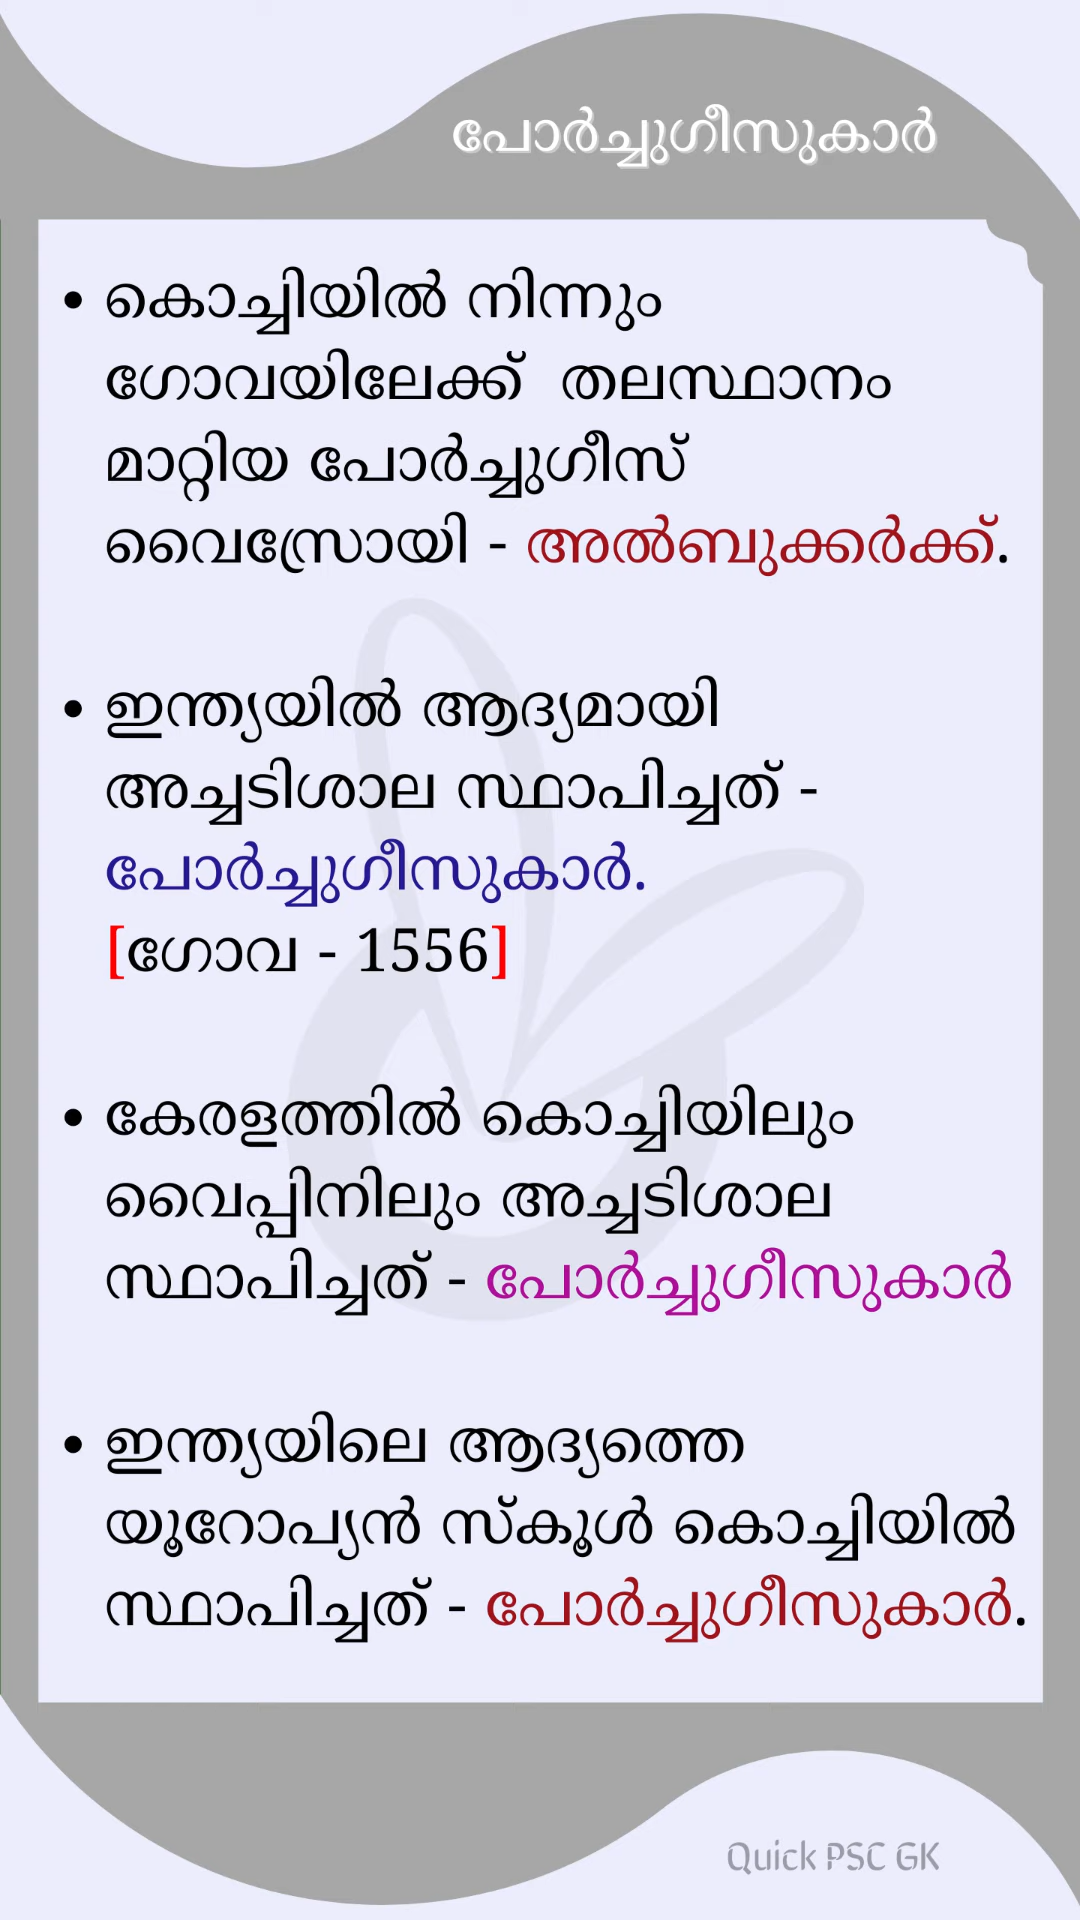 പോർച്ചുഗീസുകാർ
• കൊച്ചിയിൽ നിന്നും
ഗോവയിലേക്ക് തലസ്ഥാനം
മാറ്റിയ പോർച്ചുഗീസ്
വൈസ്രോയി - അൽബുക്കർക്ക്.
• ഇന്ത്യയിൽ ആദ്യമായി
അച്ചടിശാല സ്ഥാപിച്ചത് -
പോർച്ചുഗീസുകാർ.
[ഗോവ - 1556]
• കേരളത്തിൽ കൊച്ചിയിലും
വൈപ്പിനിലും അച്ചടിശാല
സ്ഥാപിച്ചത് - പോർച്ചുഗീസുകാർ
• ഇന്ത്യയിലെ ആദ്യത്തെ
യൂറോപ്യൻ സ്കൂൾ കൊച്ചിയിൽ
സ്ഥാപിച്ചത് - പോർച്ചുഗീസുകാർ.
Quick PSC GK